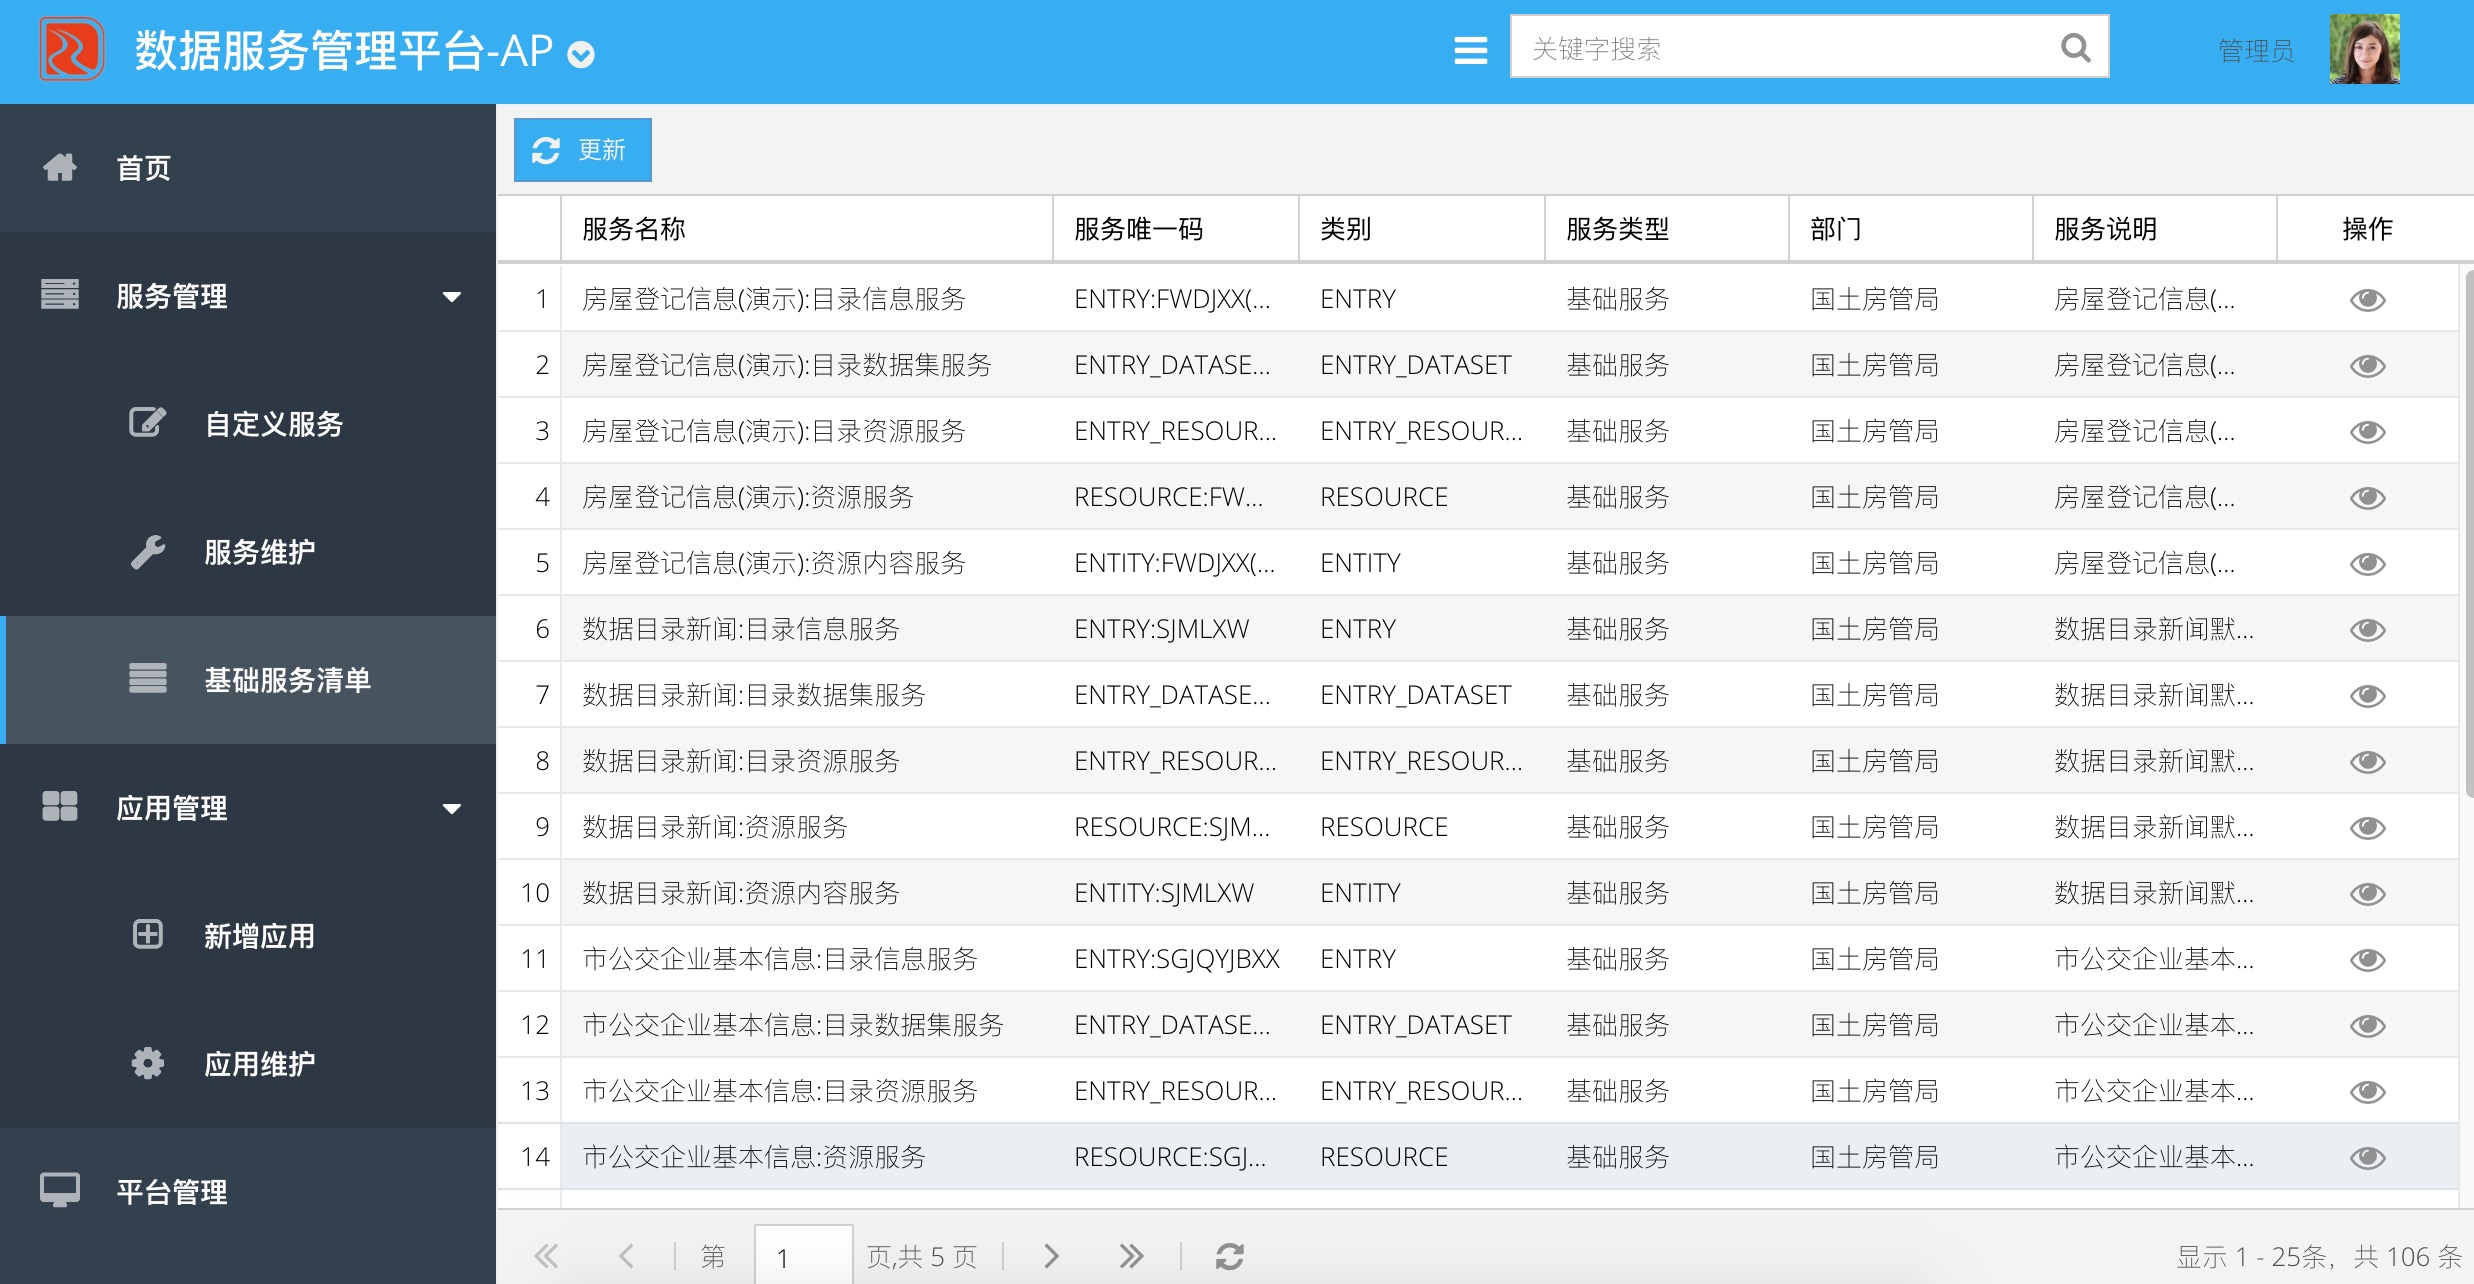 数据服务管理平台-AP
关键字搜索
管理员
首页
服务管理
自定义服务
服务维护
基础服务清单
应用管理
新增应用
应用维护
平台管理
更新
服务名称 服务唯一码 类别 服务类型 部门 服务说明 操作
1 房屋登记信息(演示):目录信息服务 ENTRY:FWDJXX(... ENTRY 基础服务 国土房管局 房屋登记信息(...
2 房屋登记信息(演示):目录数据集服务 ENTRY_DATASE... ENTRY_DATASET 基础服务 国土房管局 房屋登记信息(...
3 房屋登记信息(演示):目录资源服务 ENTRY_RESOUR... ENTRY_RESOUR... 基础服务 国土房管局 房屋登记信息(...
4 房屋登记信息(演示):资源服务 RESOURCE:FW... RESOURCE 基础服务 国土房管局 房屋登记信息(...
5 房屋登记信息(演示):资源内容服务 ENTITY:FWDJXX(... ENTITY 基础服务 国土房管局 房屋登记信息(...
6 数据目录新闻:目录信息服务 ENTRY:SJMLXW ENTRY 基础服务 国土房管局 数据目录新闻默...
7 数据目录新闻:目录数据集服务 ENTRY_DATASE... ENTRY_DATASET 基础服务 国土房管局 数据目录新闻默...
8 数据目录新闻:目录资源服务 ENTRY_RESOUR... ENTRY_RESOUR... 基础服务 国土房管局 数据目录新闻默...
9 数据目录新闻:资源服务 RESOURCE:SJM... RESOURCE 基础服务 国土房管局 数据目录新闻默...
10 数据目录新闻:资源内容服务 ENTITY:SJMLXW ENTITY 基础服务 国土房管局 数据目录新闻默...
11 市公交企业基本信息:目录信息服务 ENTRY:SGJQYJBXX ENTRY 基础服务 国土房管局 市公交企业基本...
12 市公交企业基本信息:目录数据集服务 ENTRY_DATASE... ENTRY_DATASET 基础服务 国土房管局 市公交企业基本...
13 市公交企业基本信息:目录资源服务 ENTRY_RESOUR... ENTRY_RESOUR... 基础服务 国土房管局 市公交企业基本...
14 市公交企业基本信息:资源服务 RESOURCE:SGJ... RESOURCE 基础服务 国土房管局 市公交企业基本...
第 1 页,共 5 页
显示 1 - 25条，共 106 条